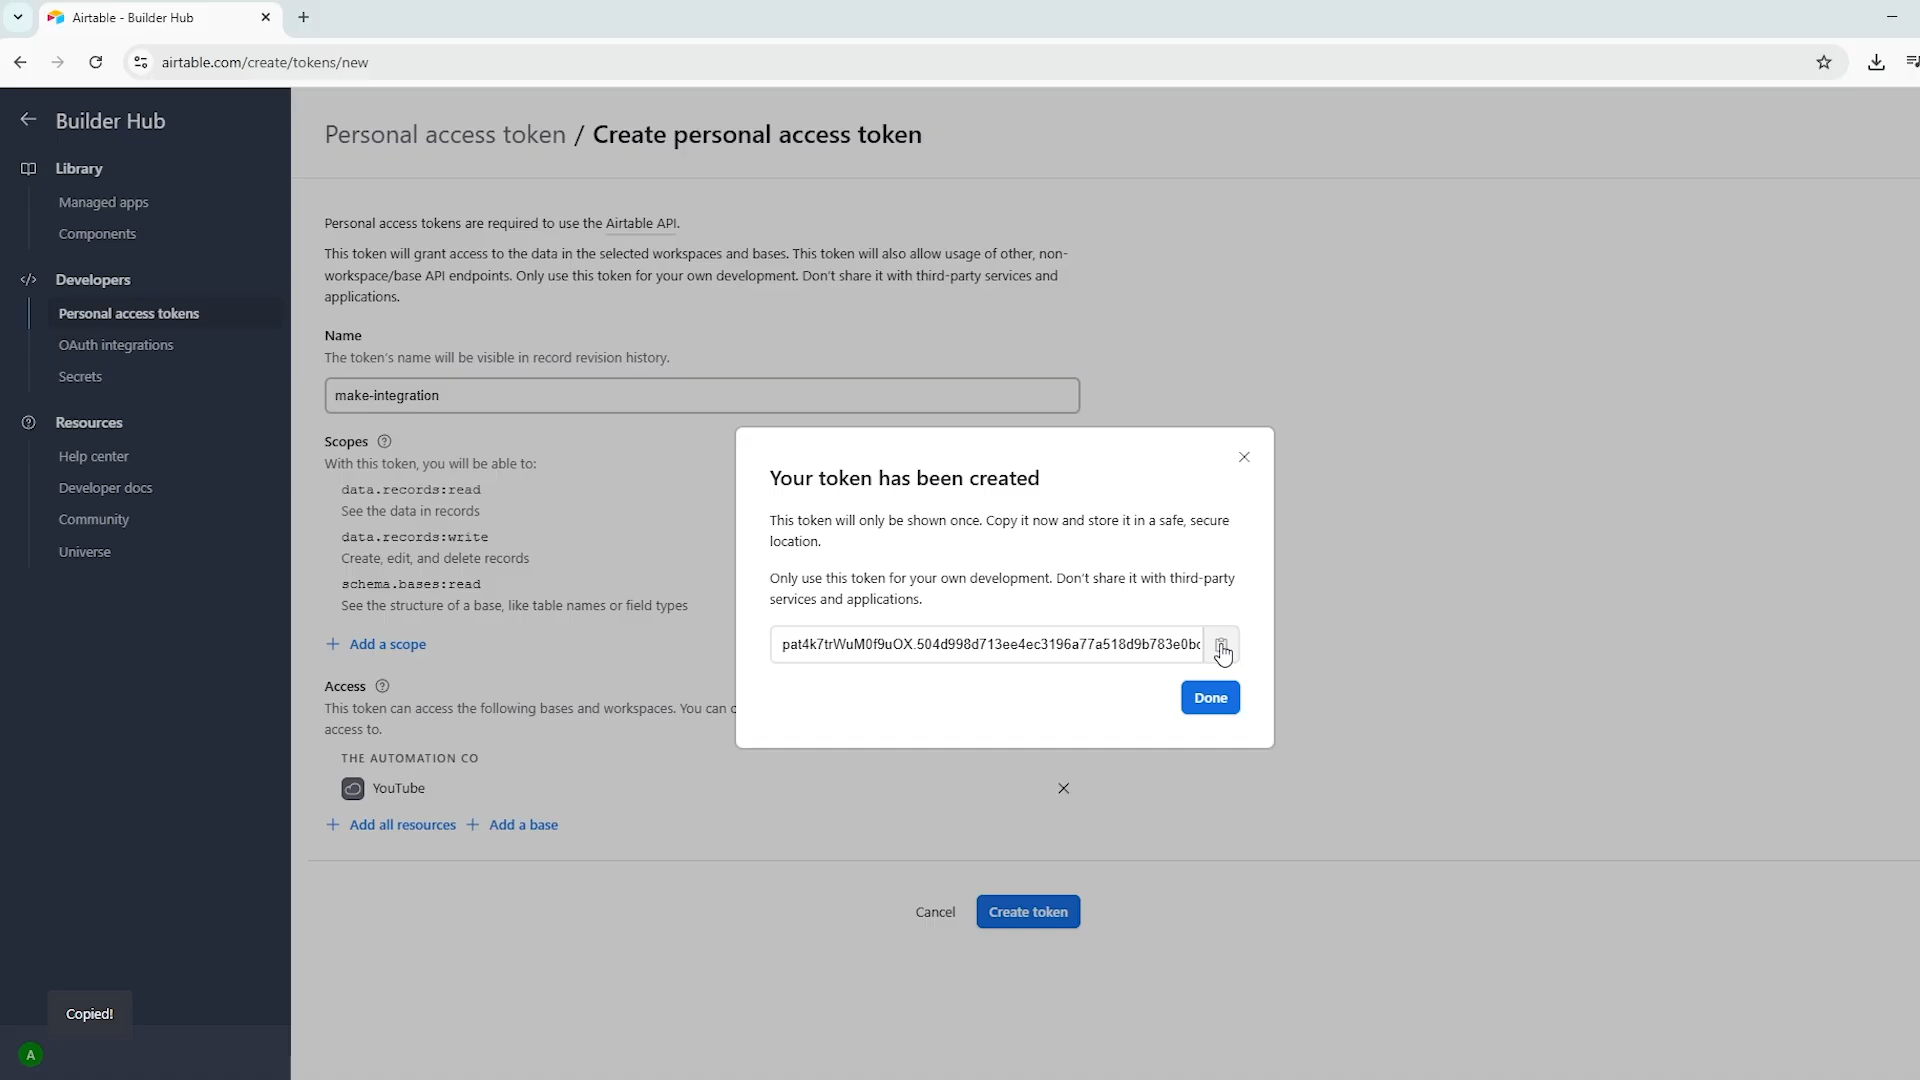 Airtable - Builder Hub
airtable.com/create/tokens/new
Builder Hub
Library
Managed apps
Components
Developers
Personal access tokens
OAuth integrations
Secrets
Resources
Help center
Developer docs
Community
Universe
Copied!
A
Personal access token / Create personal access token
Personal access tokens are required to use the Airtable API.
This token will grant access to the data in the selected workspaces and bases. This token will also allow usage of other, non-
workspace/base API endpoints. Only use this token for your own development. Don't share it with third-party services and
applications.
Name
The token's name will be visible in record revision history.
make-integration
Scopes
With this token, you will be able to:
data.records:read
See the data in records
data.records:write
Create, edit, and delete records
schema.bases:read
See the structure of a base, like table names or field types
Add a scope
Access
This token can access the following bases and workspaces. You can
access to.
THE AUTOMATION CO
YouTube
Add all resources
Add a base
Cancel
Create token
Your token has been created
This token will only be shown once. Copy it now and store it in a safe, secure
location.
Only use this token for your own development. Don't share it with third-party
services and applications.
pat4k7trWuM0f9uOX.504d998d713ee4ec3196a77a518d9b783e0b
Done